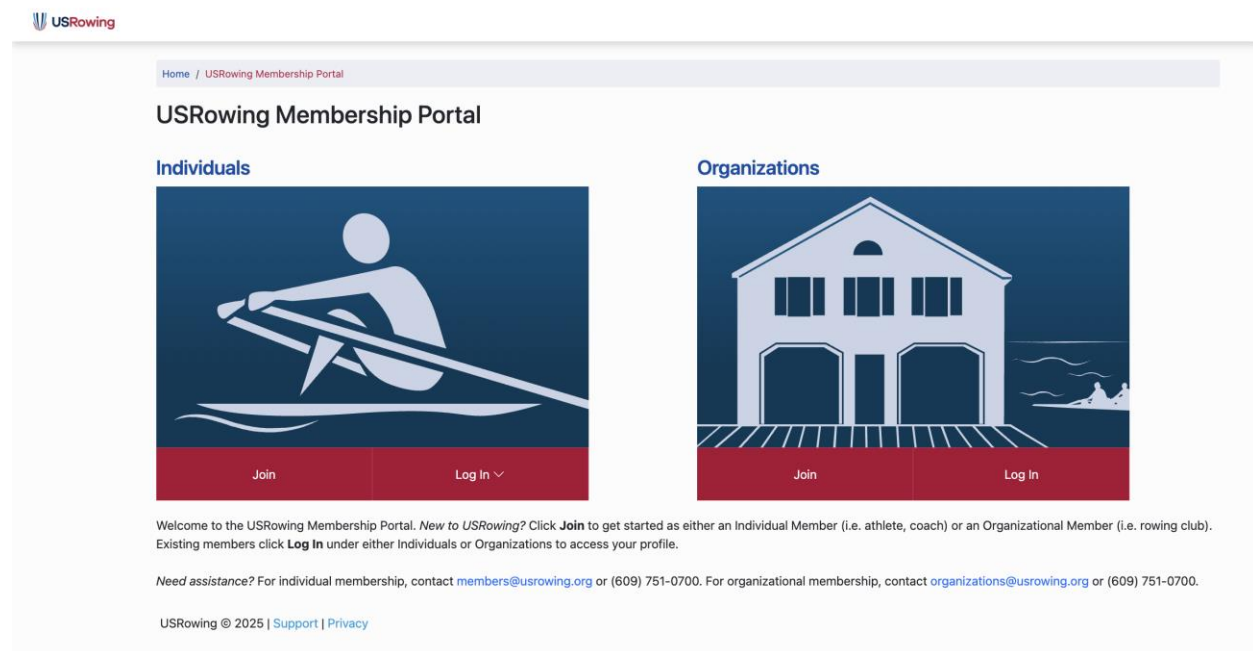 USRowing
Home / USRowing Membership Portal
USRowing Membership Portal
Individuals
Organizations
Join
Log In
Join
Log In
Welcome to the USRowing Membership Portal. New to USRowing? Click Join to get started as either an Individual Member (i.e. athlete, coach) or an Organizational Member (i.e. rowing club).
Existing members click Log In under either Individuals or Organizations to access your profile.
Need assistance? For individual membership, contact members@usrowing.org or (609) 751-0700. For organizational membership, contact organizations@usrowing.org or (609) 751-0700.
USRowing © 2025 | Support | Privacy